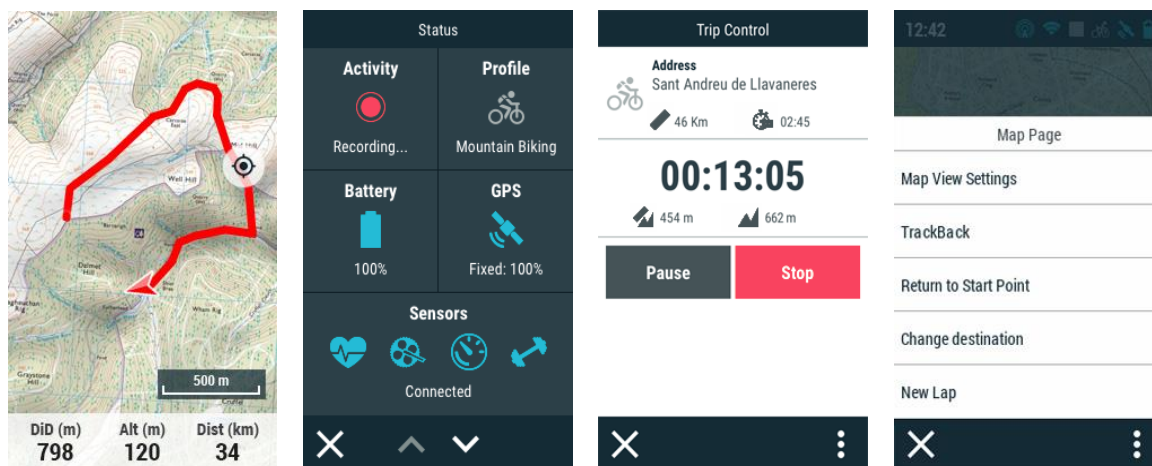 Well Hill
500 m
DiD (m) Alt (m) Dist (km)
798 120 34
Status
Activity Profile
Recording... Mountain Biking
Battery GPS
100% Fixed: 100%
Sensors
Connected
Trip Control
Address
Sant Andreu de Llavaneres
46 Km 02:45
00:13:05
454 m 662 m
Pause Stop
12:42
Map Page
Map View Settings
TrackBack
Return to Start Point
Change destination
New Lap